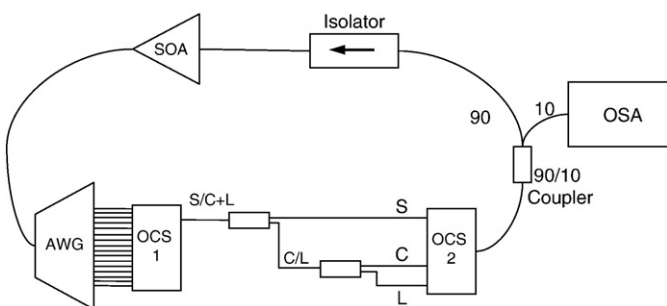 Isolator
SOA
90
10
OSA
90/10
Coupler
S/C+L
S
AWG
OCS
1
C/L
C
OCS
2
L